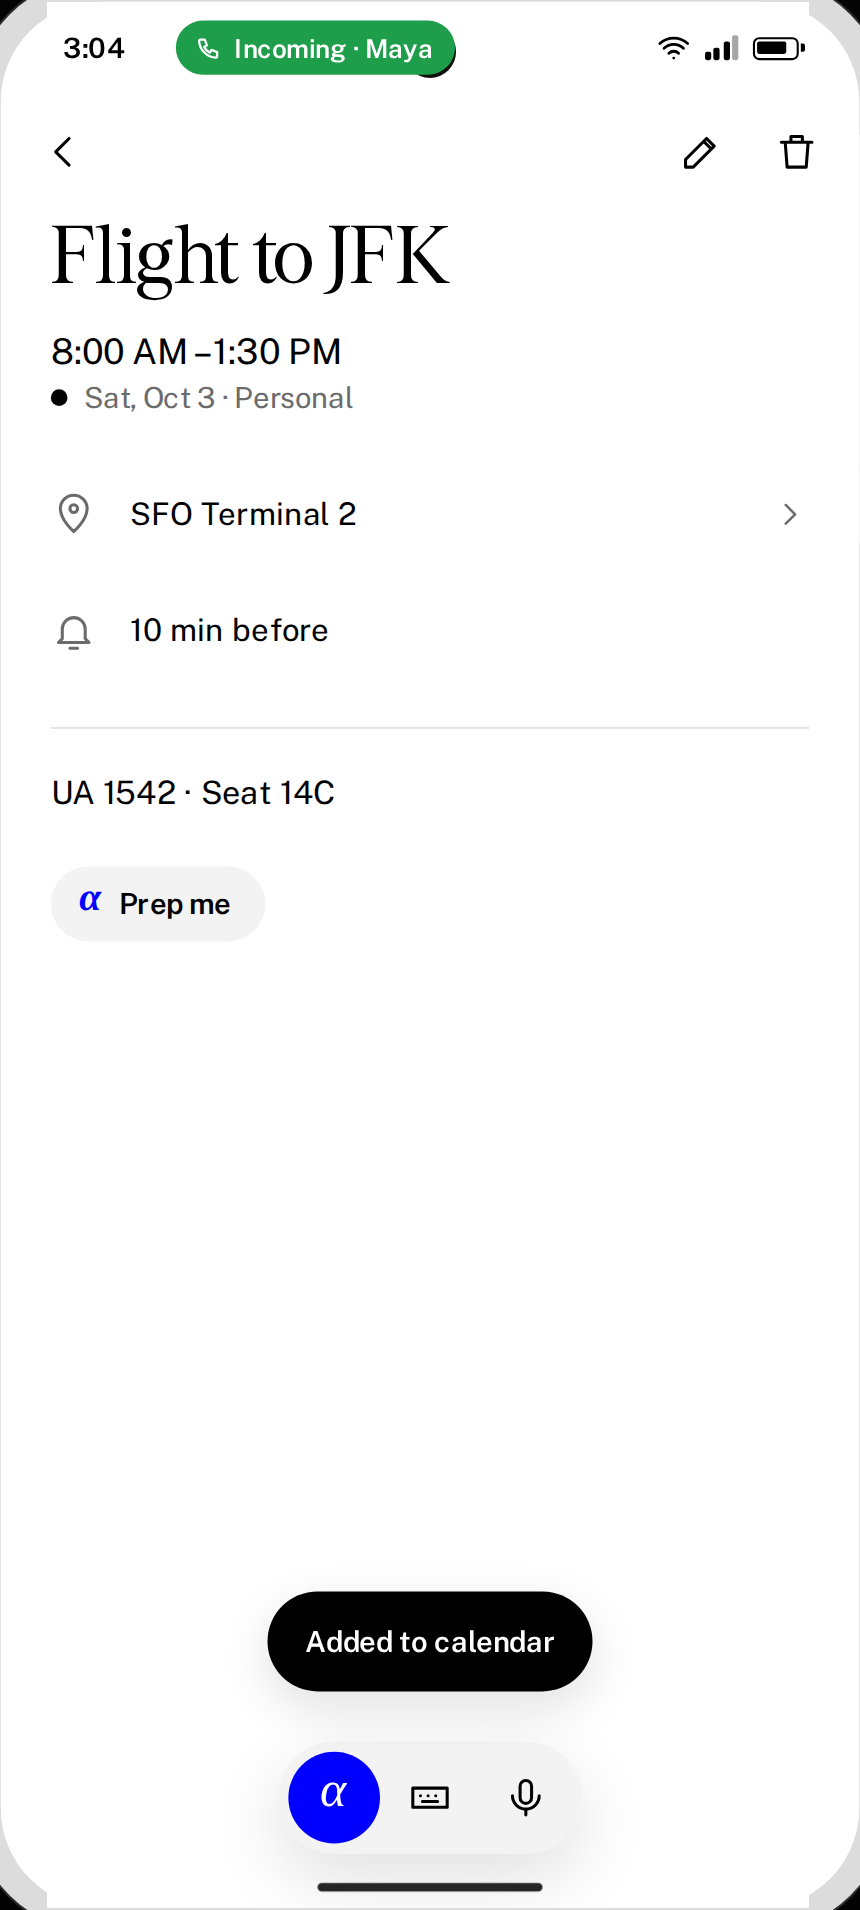 3:04
Incoming · Maya
Flight to JFK
8:00 AM – 1:30 PM
Sat, Oct 3 · Personal
SFO Terminal 2
10 min before
UA 1542 · Seat 14C
α Prep me
Added to calendar
α